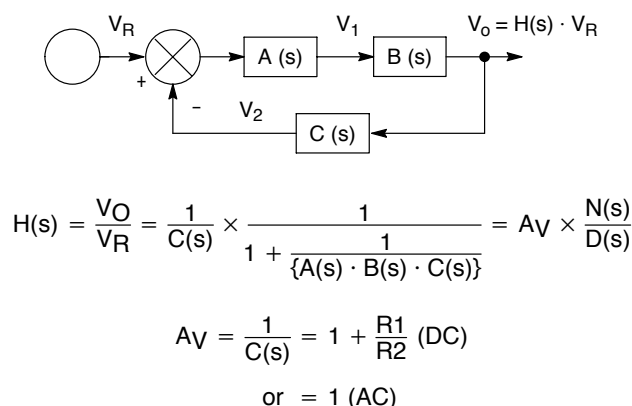 V_R V_1 V_o = H(s) · V_R
+ A (s) B (s)
− V_2 C (s)
H(s) = V_O/V_R = 1/C(s) × 1/(1 + 1/{A(s) · B(s) · C(s)}) = A_V × N(s)/D(s)
A_V = 1/C(s) = 1 + R1/R2 (DC)
or = 1 (AC)